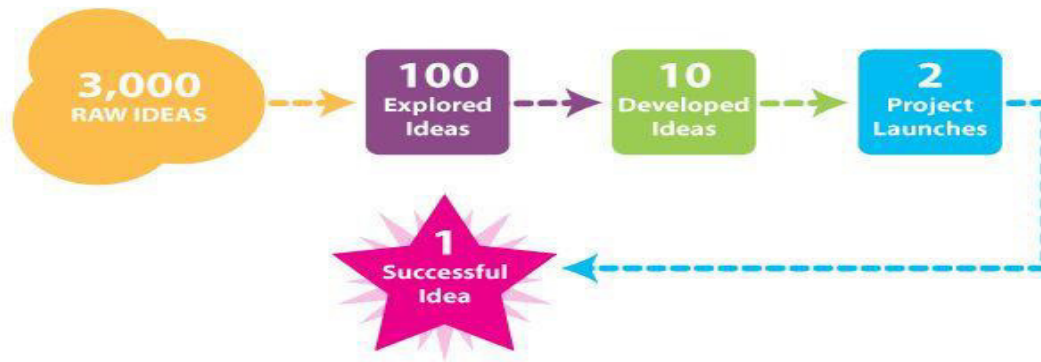 3,000
RAW IDEAS
100
Explored
Ideas
10
Developed
Ideas
2
Project
Launches
1
Successful
Idea